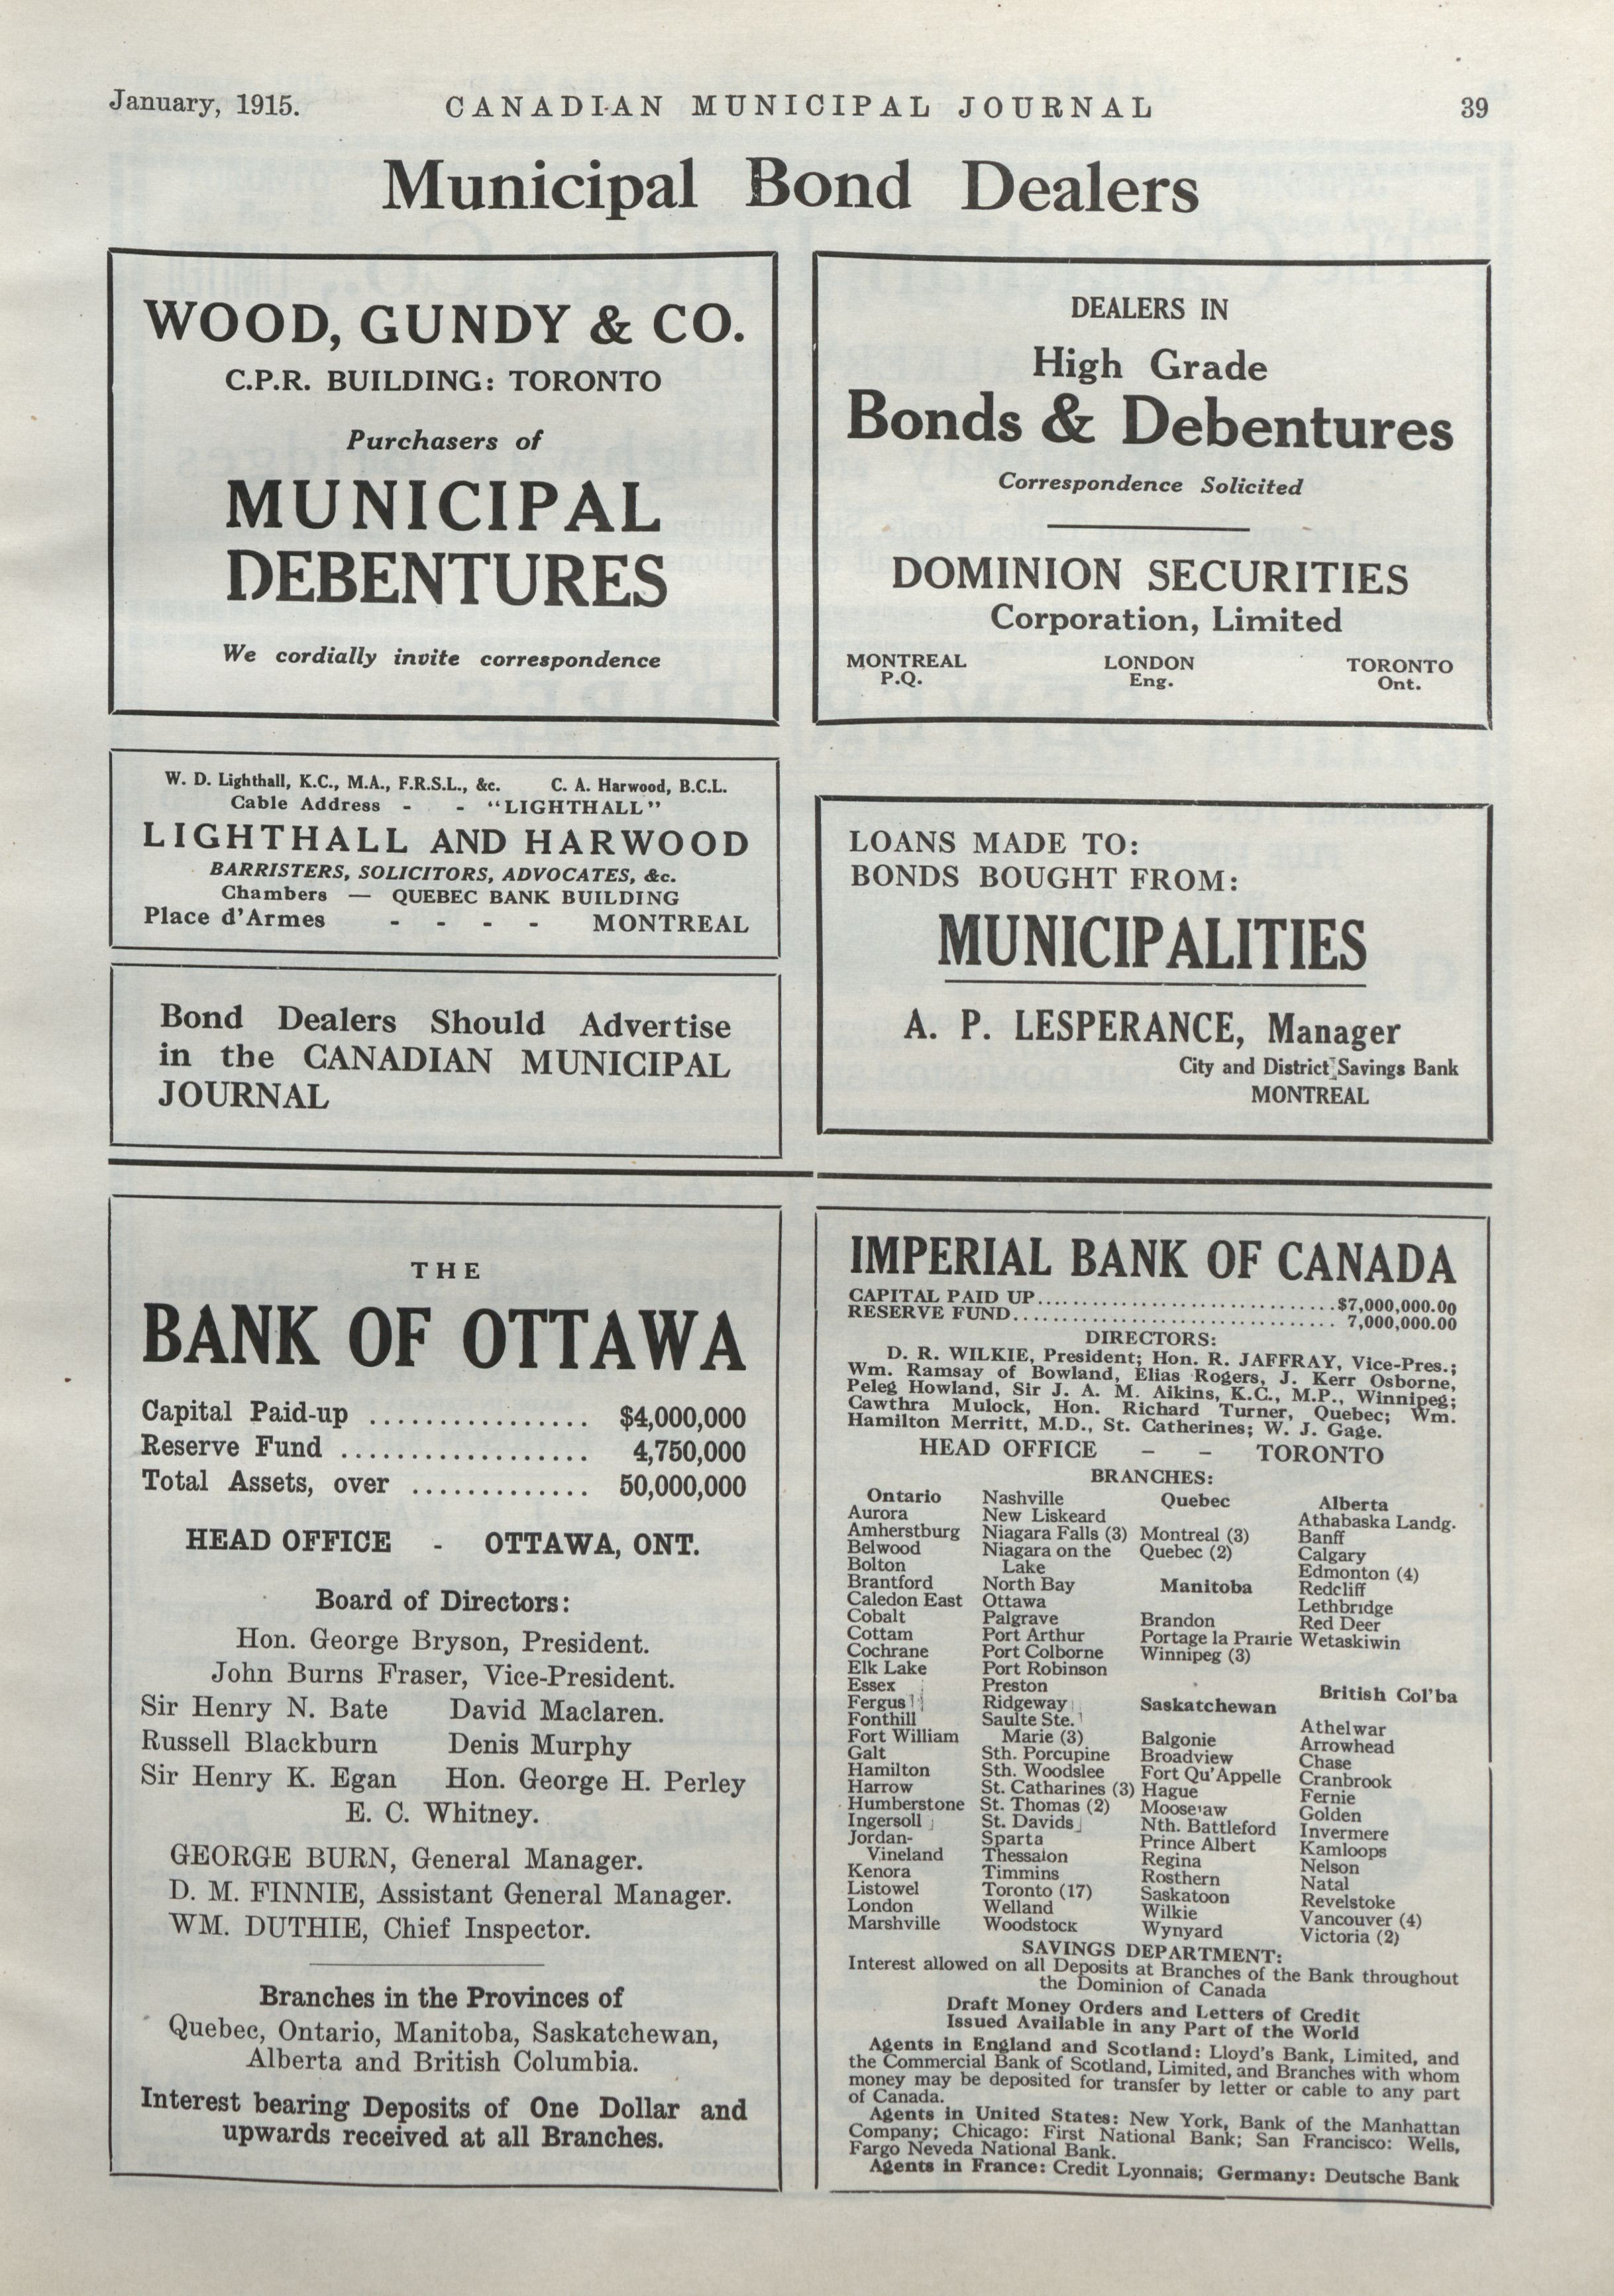 January, 1915.
CANADIAN MUNICIPAL JOURNAL
39
Municipal Bond Dealers
WOOD, GUNDY & CO.
C.P.R. BUILDING: TORONTO
Purchasers of
MUNICIPAL
DEBENTURES
We cordially invite correspondence
DEALERS IN
High Grade
Bonds & Debentures
Correspondence Solicited
DOMINION SECURITIES
Corporation, Limited
MONTREAL LONDON TORONTO
P.Q. Eng. Ont.
W. D. Lighthall, K.C., M.A., F.R.S.L., &c. C. A. Harwood, B.C.L.
Cable Address - - "LIGHTHALL"
LIGHTHALL AND HARWOOD
BARRISTERS, SOLICITORS, ADVOCATES, &c.
Chambers — QUEBEC BANK BUILDING
Place d'Armes - - - - MONTREAL
Bond Dealers Should Advertise
in the CANADIAN MUNICIPAL
JOURNAL
LOANS MADE TO:
BONDS BOUGHT FROM:
MUNICIPALITIES
A. P. LESPERANCE, Manager
City and District Savings Bank
MONTREAL
THE
BANK OF OTTAWA
Capital Paid-up ................ $4,000,000
Reserve Fund .................. 4,750,000
Total Assets, over ............. 50,000,000
HEAD OFFICE - OTTAWA, ONT.
Board of Directors:
Hon. George Bryson, President.
John Burns Fraser, Vice-President.
Sir Henry N. Bate David Maclaren.
Russell Blackburn Denis Murphy
Sir Henry K. Egan Hon. George H. Perley
E. C. Whitney.
GEORGE BURN, General Manager.
D. M. FINNIE, Assistant General Manager.
WM. DUTHIE, Chief Inspector.
Branches in the Provinces of
Quebec, Ontario, Manitoba, Saskatchewan,
Alberta and British Columbia.
Interest bearing Deposits of One Dollar and
upwards received at all Branches.
IMPERIAL BANK OF CANADA
CAPITAL PAID UP................................$7,000,000.00
RESERVE FUND................................. 7,000,000.00
DIRECTORS:
D. R. WILKIE, President; Hon. R. JAFFRAY, Vice-Pres.;
Wm. Ramsay of Bowland, Elias Rogers, J. Kerr Osborne,
Peleg Howland, Sir J. A. M. Aikins, K.C., M.P., Winnipeg;
Cawthra Mulock, Hon. Richard Turner, Quebec; Wm.
Hamilton Merritt, M.D., St. Catherines; W. J. Gage.
HEAD OFFICE - - TORONTO
BRANCHES:
Ontario
Aurora
Amherstburg
Belwood
Bolton
Brantford
Caledon East
Cobalt
Cottam
Cochrane
Elk Lake
Essex
Fergus
Fonthill
Fort William
Galt
Hamilton
Harrow
Humberstone
Ingersoll
Jordan-
Vineland
Kenora
Listowel
London
Marshville
Nashville
New Liskeard
Niagara Falls (3)
Niagara on the
Lake
North Bay
Ottawa
Palgrave
Port Arthur
Port Colborne
Port Robinson
Preston
Ridgeway
Saulte Ste.
Marie (3)
Sth. Porcupine
Sth. Woodslee
St. Catharines (3)
St. Thomas (2)
St. Davids
Sparta
Thessalon
Timmins
Toronto (17)
Welland
Woodstock
Quebec
Montreal (3)
Quebec (2)
Manitoba
Brandon
Portage la Prairie
Winnipeg (3)
Saskatchewan
Balgonie
Broadview
Fort Qu'Appelle
Hague
Moose'aw
Nth. Battleford
Prince Albert
Regina
Rosthern
Saskatoon
Wilkie
Wynyard
Alberta
Athabaska Landg.
Banff
Calgary
Edmonton (4)
Redcliff
Lethbridge
Red Deer
Wetaskiwin
British Col'ba
Athelwar
Arrowhead
Chase
Cranbrook
Fernie
Golden
Invermere
Kamloops
Nelson
Natal
Revelstoke
Vancouver (4)
Victoria (2)
SAVINGS DEPARTMENT:
Interest allowed on all Deposits at Branches of the Bank throughout
the Dominion of Canada
Draft Money Orders and Letters of Credit
Issued Available in any Part of the World
Agents in England and Scotland: Lloyd's Bank, Limited, and
the Commercial Bank of Scotland, Limited, and Branches with whom
money may be deposited for transfer by letter or cable to any part
of Canada.
Agents in United States: New York, Bank of the Manhattan
Company; Chicago: First National Bank; San Francisco: Wells,
Fargo Neveda National Bank.
Agents in France: Credit Lyonnais; Germany: Deutsche Bank